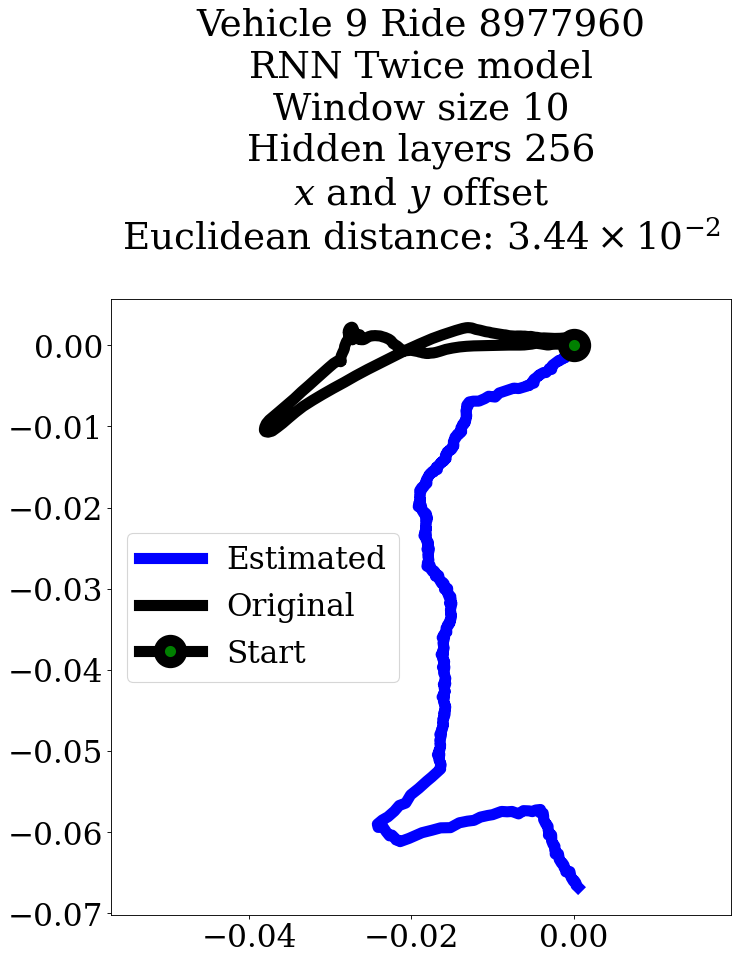 Vehicle 9 Ride 8977960
RNN Twice model
Window size 10
Hidden layers 256
x and y offset
Euclidean distance: 3.44 × 10⁻²
0.00
−0.01
−0.02
−0.03
−0.04
−0.05
−0.06
−0.07
Estimated
Original
Start
−0.04
−0.02
0.00